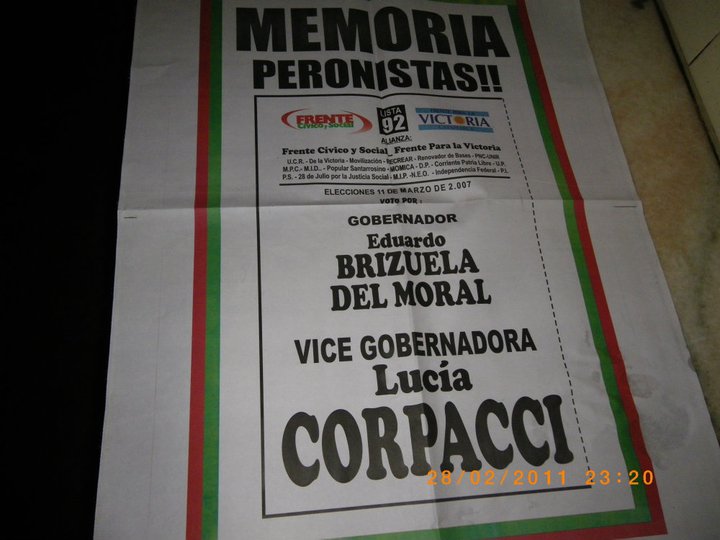 MEMORIA
PERONISTAS!!
FRENTE
Cívico y Social
LISTA
92
FRENTE PARA LA
VICTORIA
ALIANZA:
Frente Cívico y Social_Frente Para la Victoria
U.C.R. - De la Victoria - Movilización - RECREAR - Renovador de Bases - PNC-UNIR
M.P.C.- M.I.D.. - Popular Santarrosino - MOMICA - D.P. - Corriente Patria Libre - U.P.
P.S. - 28 de Julio por la Justicia Social - M.I.P. -N.E.O. - Independencia Federal - P.I.
ELECCIONES 11 DE MARZO DE 2.007
VOTO POR :
GOBERNADOR
Eduardo
BRIZUELA
DEL MORAL
VICE GOBERNADORA
Lucía
CORPACCI
28/02/2011 23:20